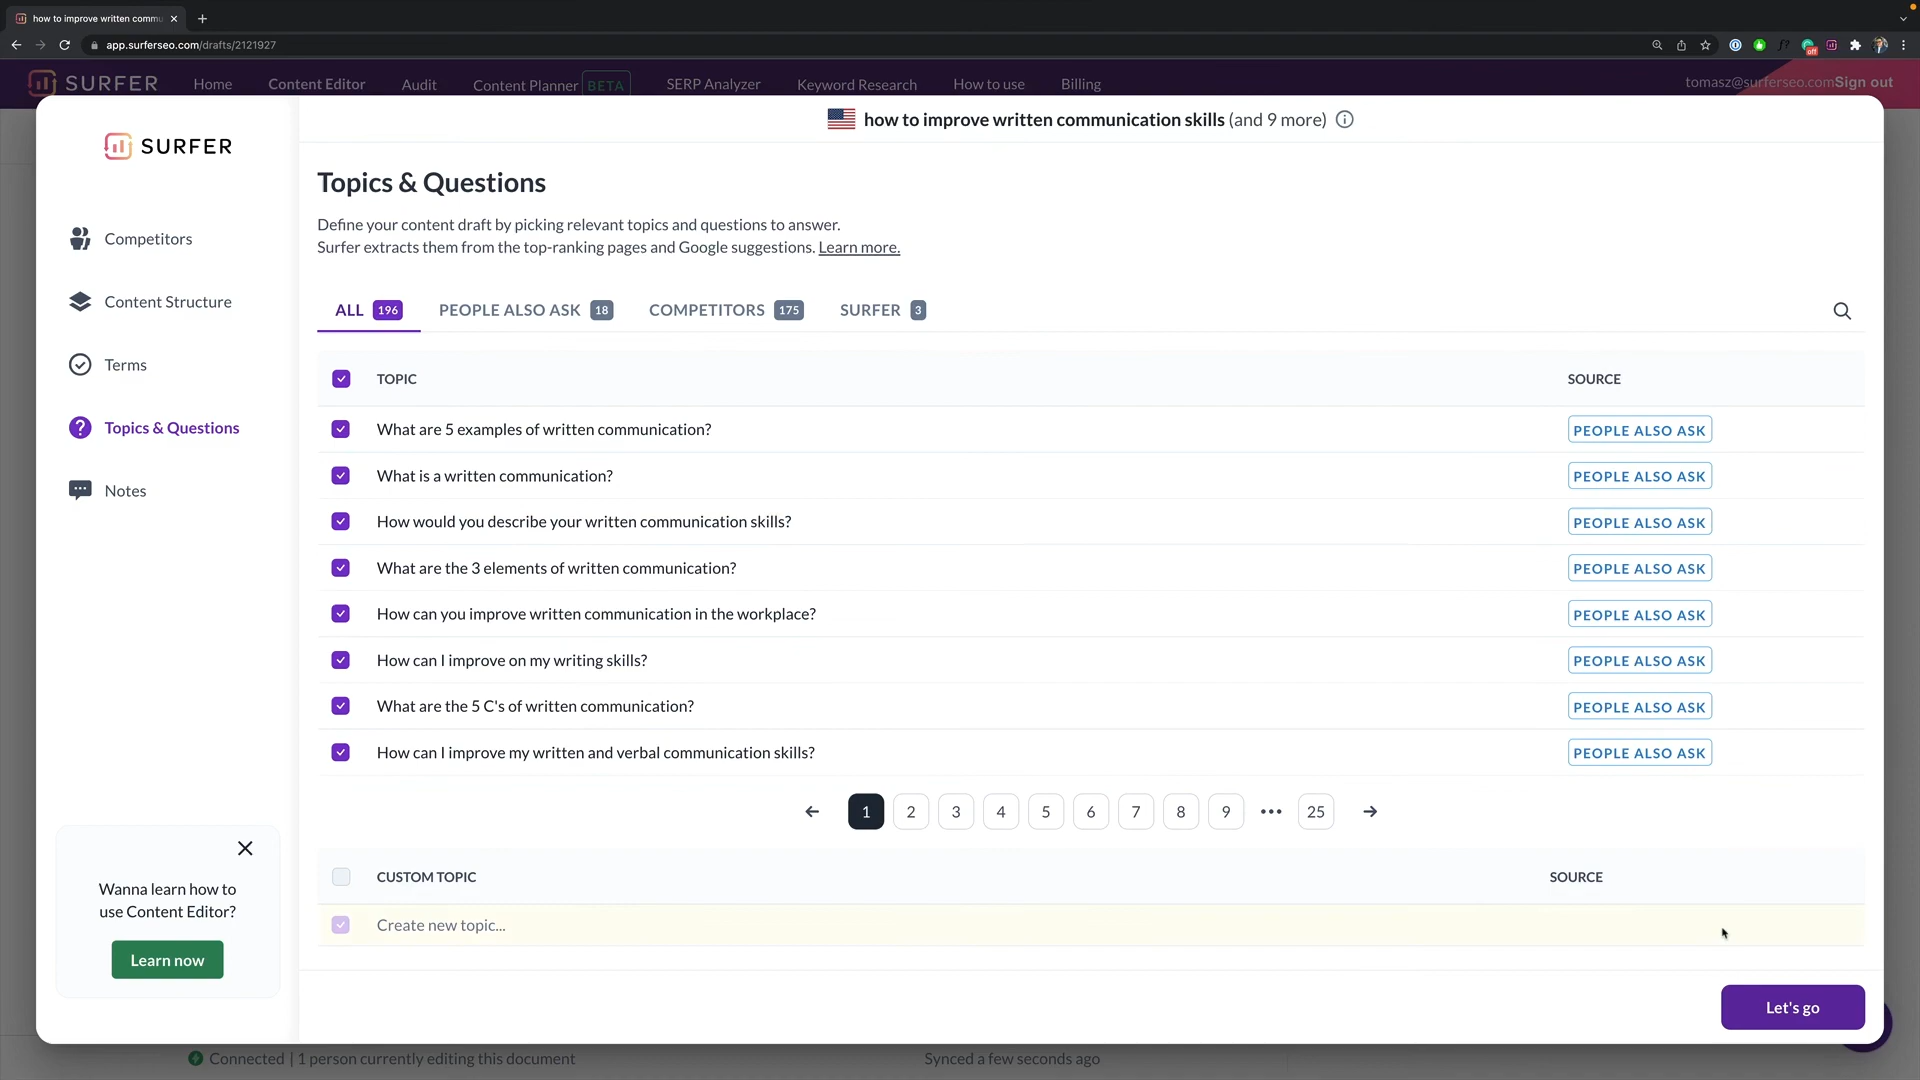 how to improve written commu
app.surferseo.com/drafts/2121927
off
SURFER
Home
Content Editor
Audit
Content Planner BETA
SERP Analyzer
Keyword Research
How to use
Billing
tomasz@surferseo.com Sign out
SURFER
how to improve written communication skills (and 9 more)
Competitors
Content Structure
Terms
Topics & Questions
Notes
Topics & Questions
Define your content draft by picking relevant topics and questions to answer.
Surfer extracts them from the top-ranking pages and Google suggestions. Learn more.
ALL 196
PEOPLE ALSO ASK 18
COMPETITORS 175
SURFER 3
TOPIC SOURCE
What are 5 examples of written communication? PEOPLE ALSO ASK
What is a written communication? PEOPLE ALSO ASK
How would you describe your written communication skills? PEOPLE ALSO ASK
What are the 3 elements of written communication? PEOPLE ALSO ASK
How can you improve written communication in the workplace? PEOPLE ALSO ASK
How can I improve on my writing skills? PEOPLE ALSO ASK
What are the 5 C's of written communication? PEOPLE ALSO ASK
How can I improve my written and verbal communication skills? PEOPLE ALSO ASK
1 2 3 4 5 6 7 8 9 ••• 25
CUSTOM TOPIC SOURCE
Create new topic...
Wanna learn how to
use Content Editor?
Learn now
Let's go
Connected | 1 person currently editing this document
Synced a few seconds ago